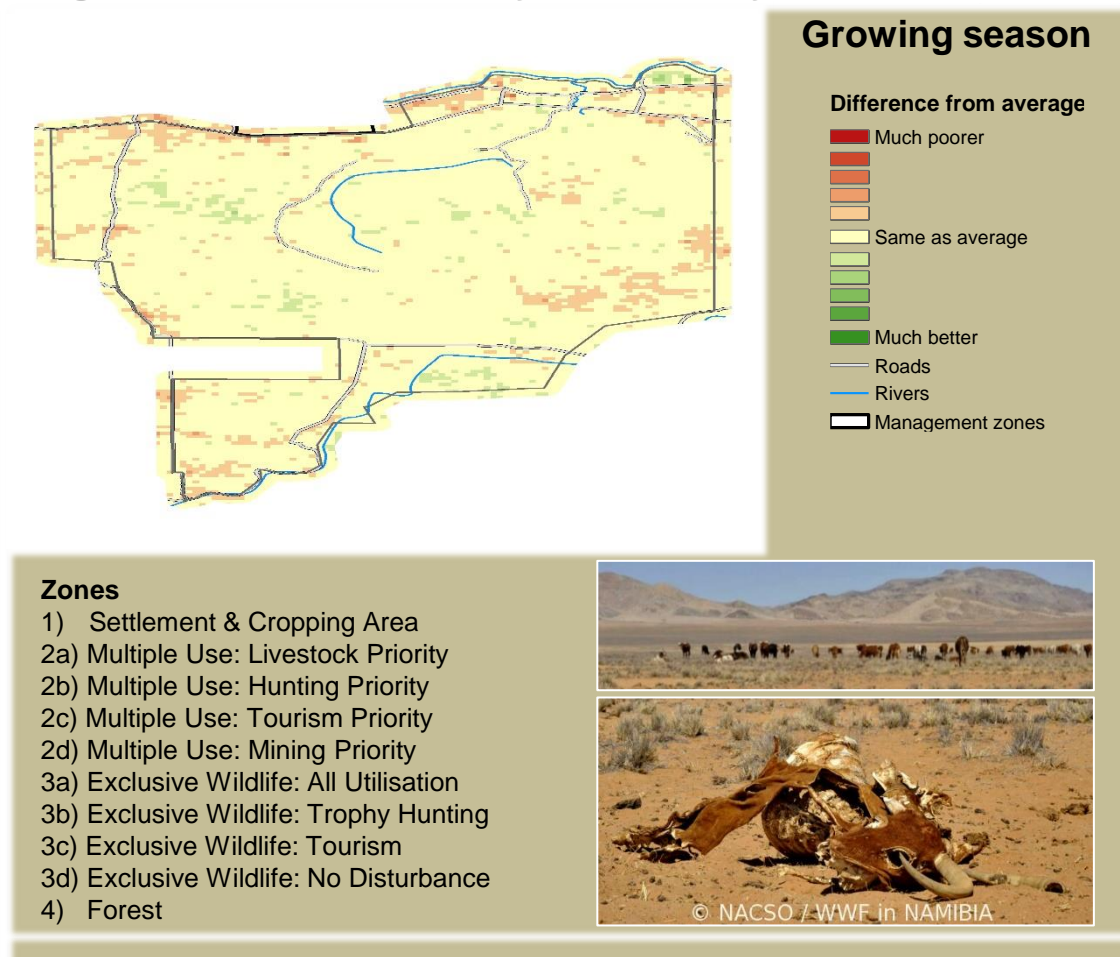 Growing season
Difference from average
Much poorer
Same as average
Much better
Roads
Rivers
Management zones
Zones
1) Settlement & Cropping Area
2a) Multiple Use: Livestock Priority
2b) Multiple Use: Hunting Priority
2c) Multiple Use: Tourism Priority
2d) Multiple Use: Mining Priority
3a) Exclusive Wildlife: All Utilisation
3b) Exclusive Wildlife: Trophy Hunting
3c) Exclusive Wildlife: Tourism
3d) Exclusive Wildlife: No Disturbance
4) Forest
© NACSO / WWF in NAMIBIA